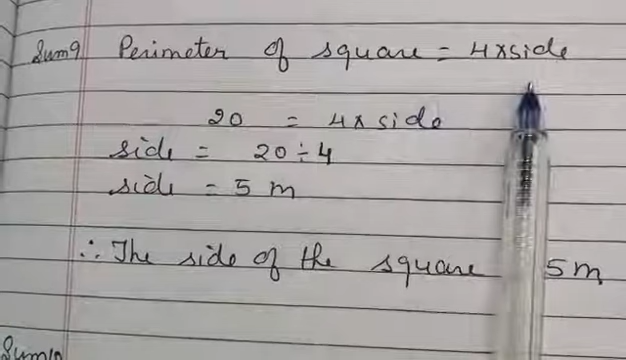 Sum9 Perimeter of square = 4×side
20 = 4× side
side = 20÷4
side = 5 m
∴ The side of the square 5m
Sum10